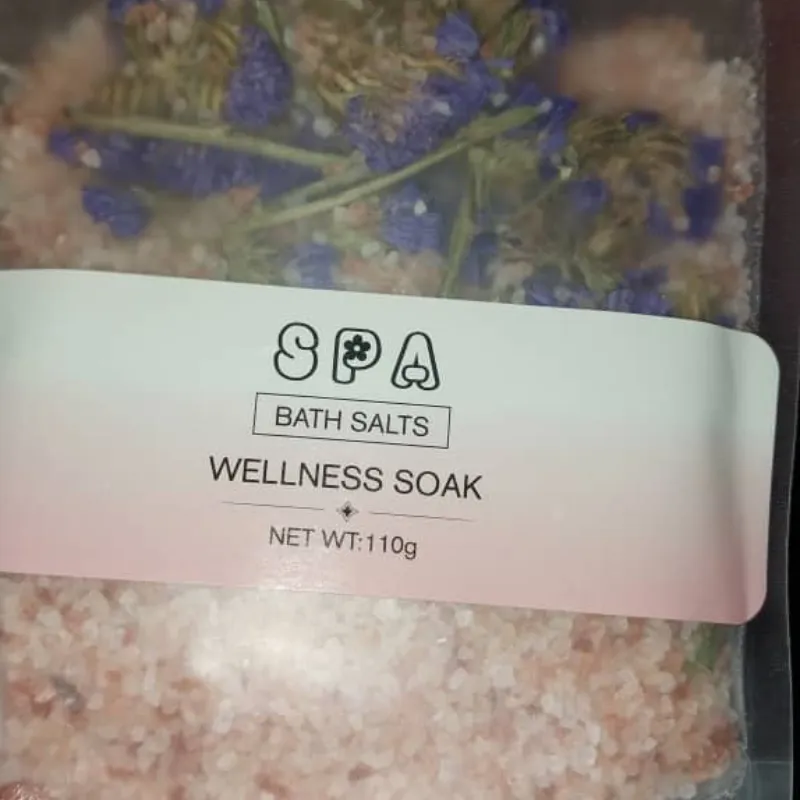 SPA
BATH SALTS
WELLNESS SOAK
NET WT:110g